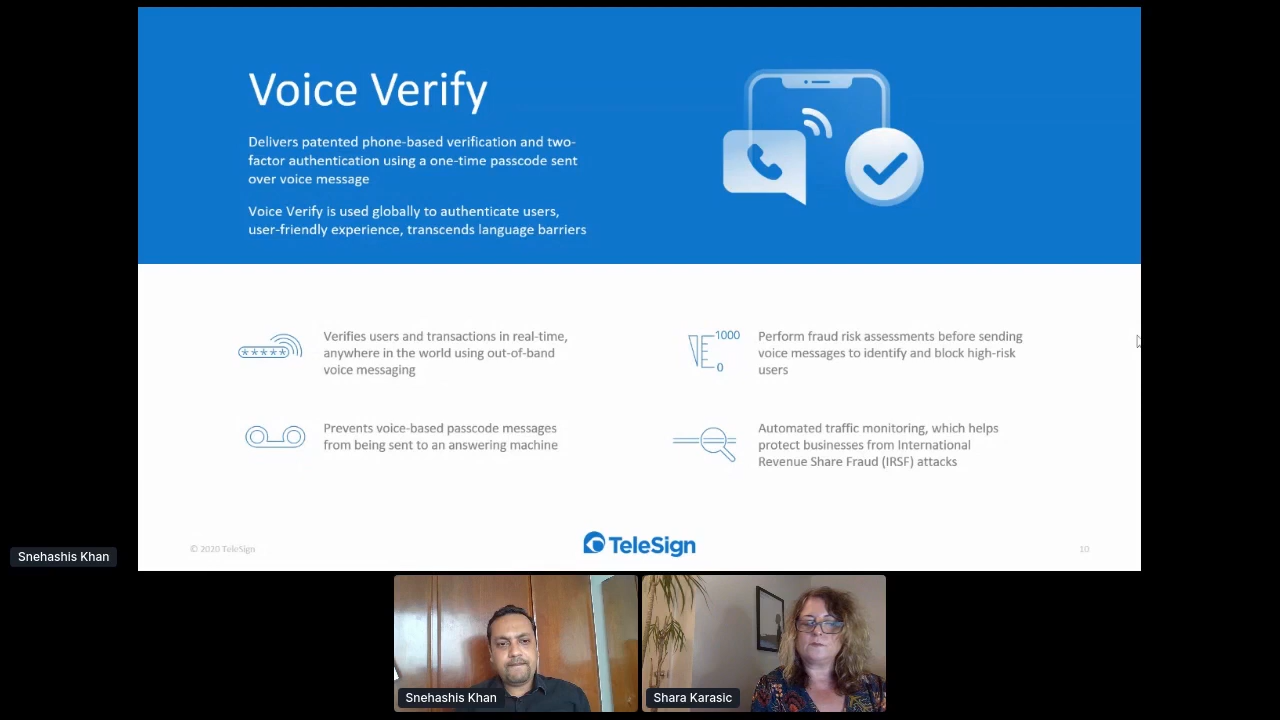 Voice Verify
Delivers patented phone-based verification and two-
factor authentication using a one-time passcode sent
over voice message
Voice Verify is used globally to authenticate users,
user-friendly experience, transcends language barriers
*****
Verifies users and transactions in real-time,
anywhere in the world using out-of-band
voice messaging
1000
0
Perform fraud risk assessments before sending
voice messages to identify and block high-risk
users
Prevents voice-based passcode messages
from being sent to an answering machine
Automated traffic monitoring, which helps
protect businesses from International
Revenue Share Fraud (IRSF) attacks
© 2020 TeleSign
TeleSign
10
Snehashis Khan
Snehashis Khan
Shara Karasic